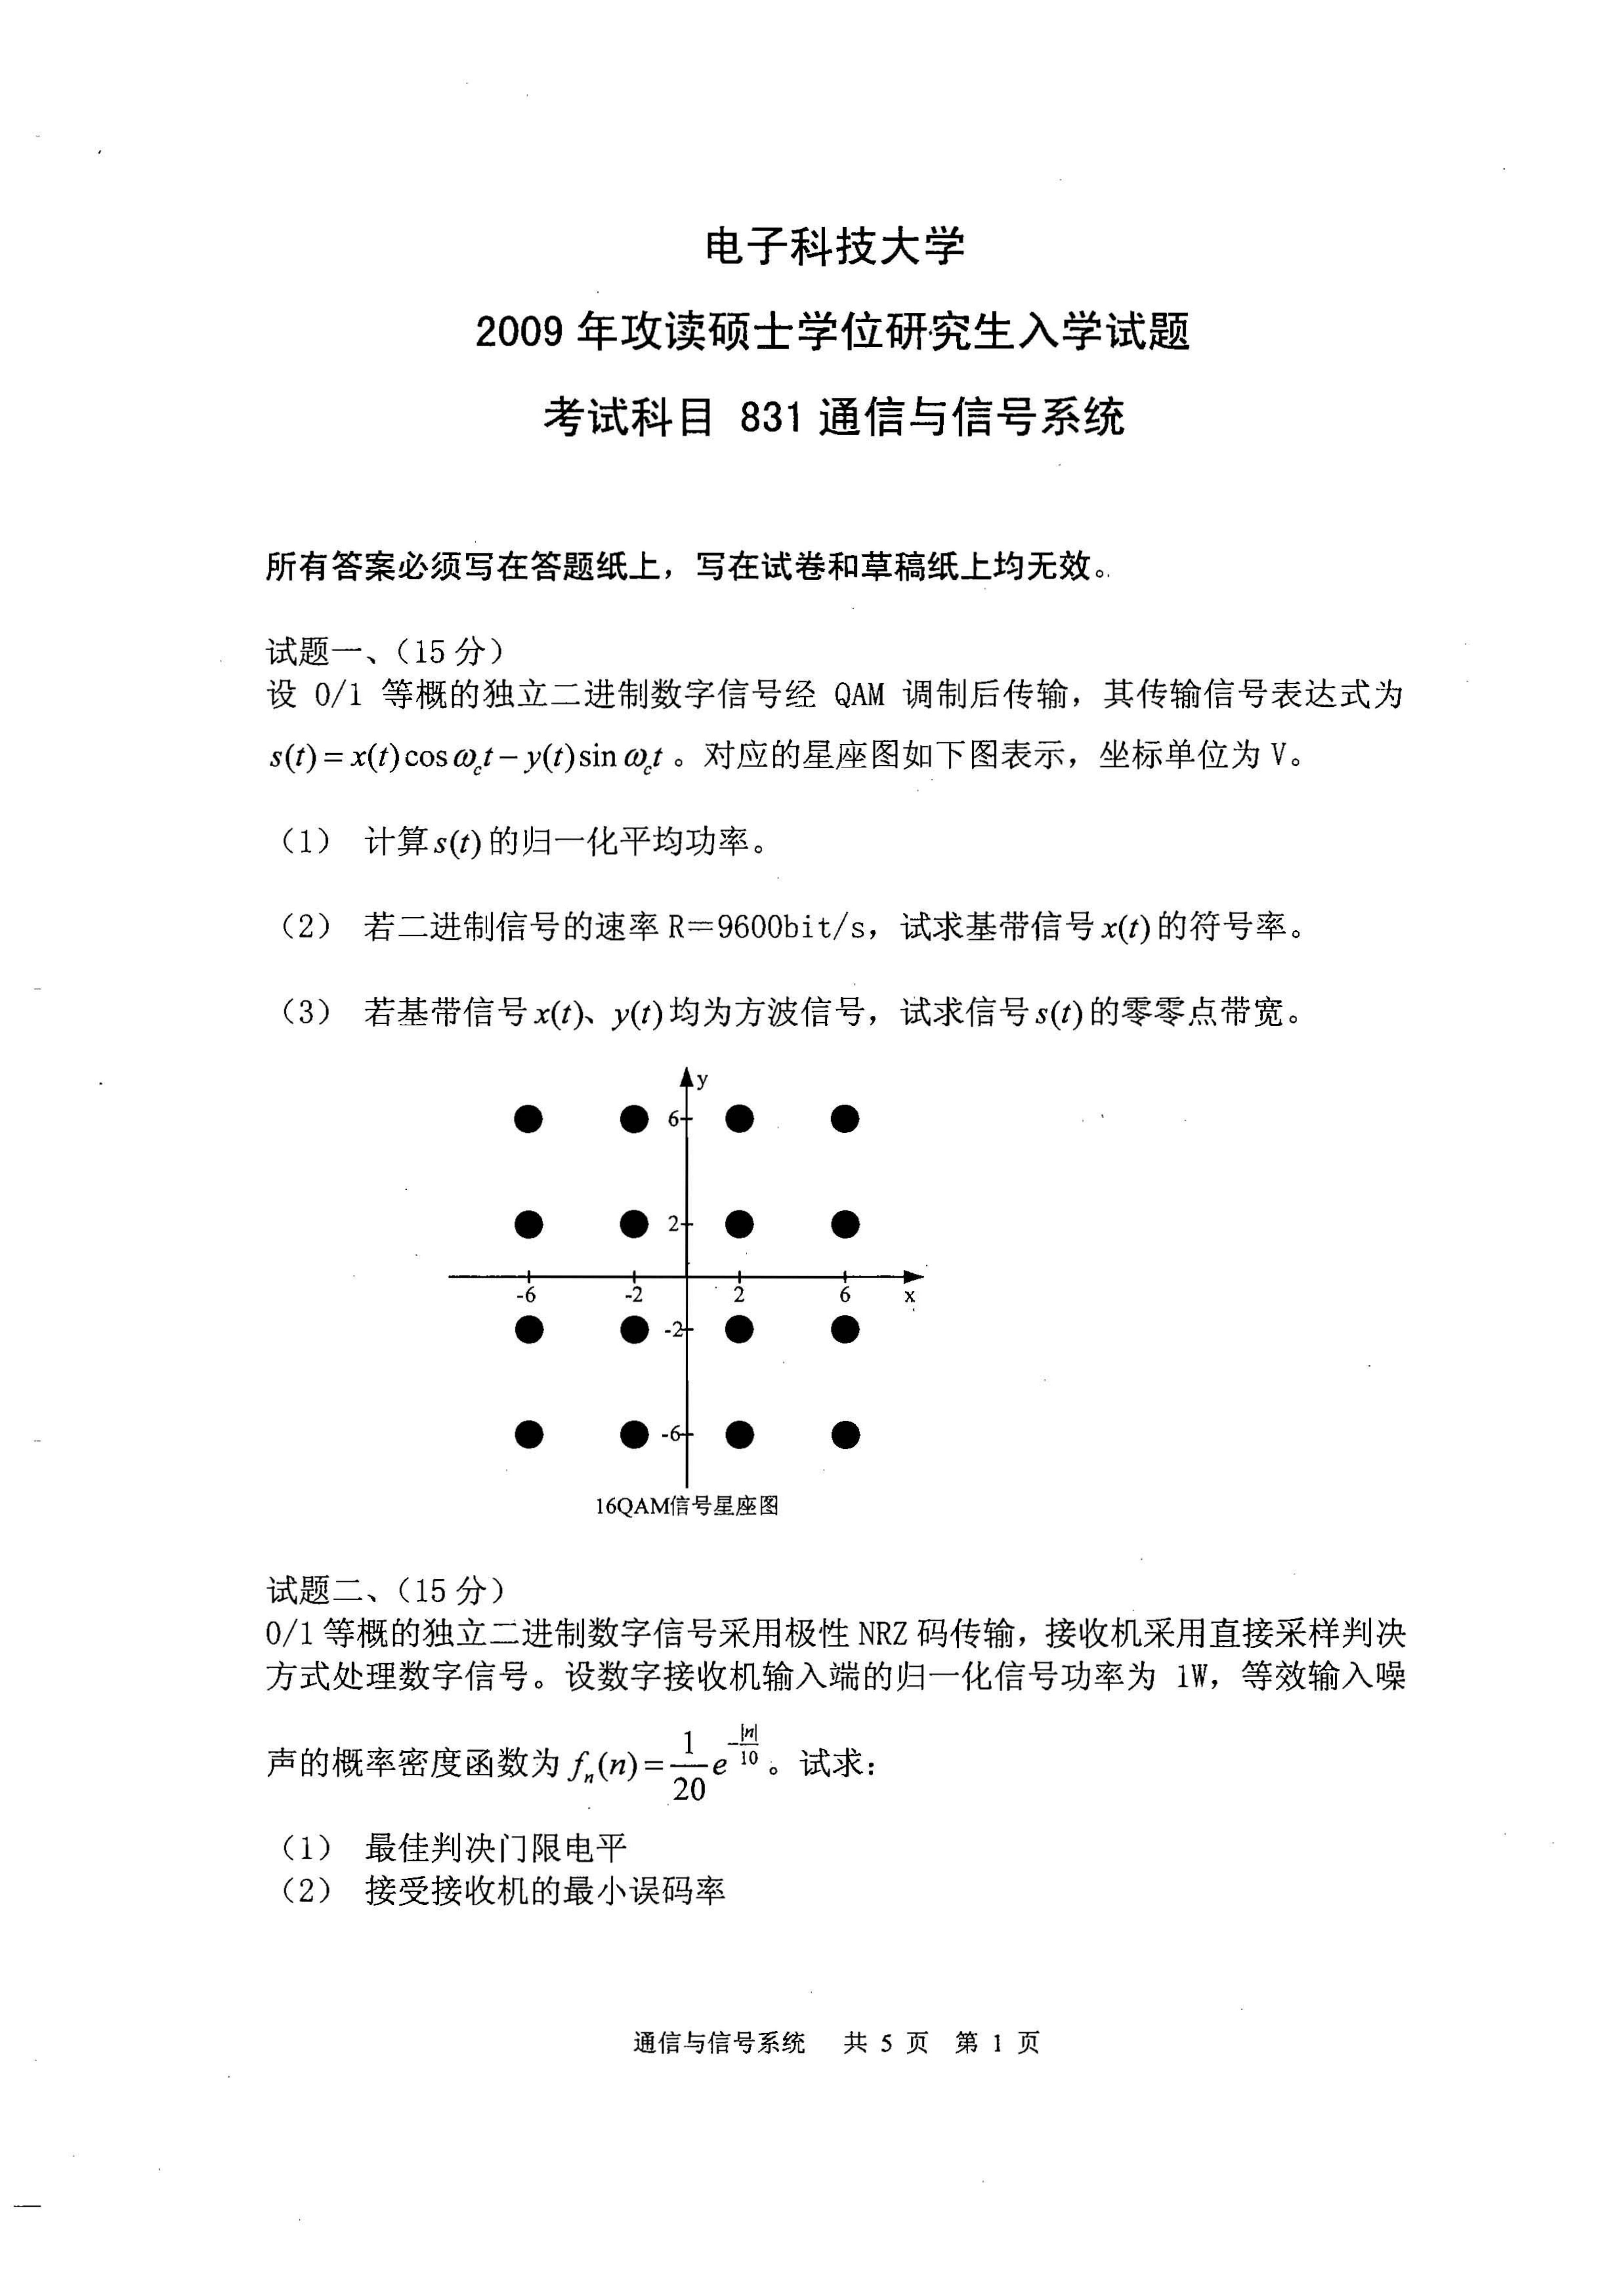 电子科技大学
2009 年攻读硕士学位研究生入学试题
考试科目 831 通信与信号系统
所有答案必须写在答题纸上，写在试卷和草稿纸上均无效。
试题一、（15 分）
设 0/1 等概的独立二进制数字信号经 QAM 调制后传输，其传输信号表达式为
s(t) = x(t)cos ω_c t − y(t)sin ω_c t 。对应的星座图如下图表示，坐标单位为 V。
（1） 计算 s(t) 的归一化平均功率。
（2） 若二进制信号的速率 R＝9600bit/s，试求基带信号 x(t) 的符号率。
（3） 若基带信号 x(t)、y(t) 均为方波信号，试求信号 s(t) 的零零点带宽。
y
6
2
-6 -2 2 6 x
-2
-6
16QAM信号星座图
试题二、（15 分）
0/1 等概的独立二进制数字信号采用极性 NRZ 码传输，接收机采用直接采样判决
方式处理数字信号。设数字接收机输入端的归一化信号功率为 1W，等效输入噪
声的概率密度函数为 f_n(n) = \frac{1}{20} e^{-\frac{|n|}{10}} 。试求：
（1） 最佳判决门限电平
（2） 接受接收机的最小误码率
通信与信号系统 共 5 页 第 1 页